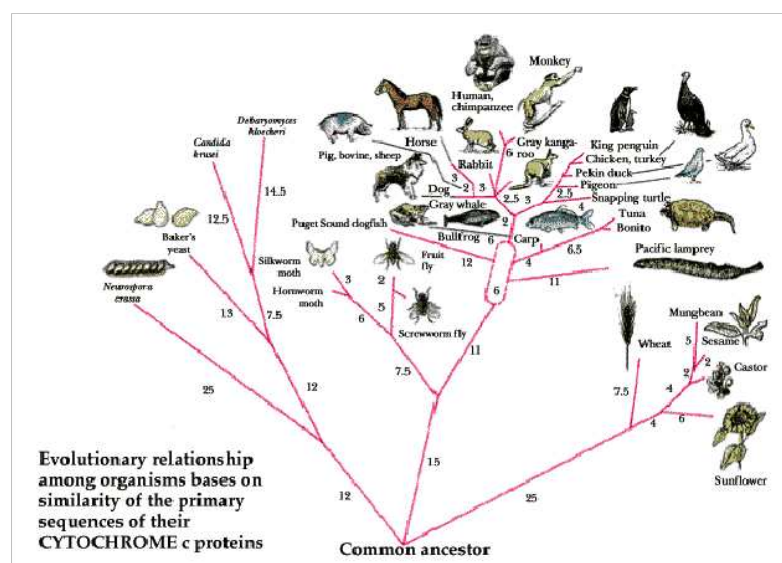 Monkey
Human,
chimpanzee
Debaryomyces
kloeckeri
Candida
krusei
Horse
Pig, bovine, sheep
Rabbit
6
Gray kanga-
roo
King penguin
Chicken, turkey
Pekin duck
Pigeon
Snapping turtle
3
2
3
2.5
3
2.5
4
Dog
Gray whale
2
Tuna
Bonito
14.5
12.5
Puget Sound dogfish
Bullfrog
6
Carp
4
6.5
12
Baker's
yeast
Silkworm
moth
Fruit
fly
Pacific lamprey
11
6
Hornworm
moth
3
2
5
6
Screwworm fly
Neurospora
crassa
13
7.5
7.5
11
Mungbean
Sesame
5
2
2
Castor
Wheat
7.5
4
4
6
Sunflower
25
12
15
25
12
Evolutionary relationship
among organisms bases on
similarity of the primary
sequences of their
CYTOCHROME c proteins
Common ancestor